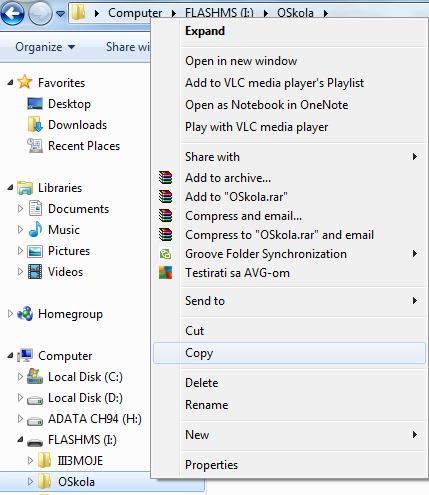 Computer FLASHMS (I:) OSkola
Organize Share wi
Favorites
Desktop
Downloads
Recent Places
Libraries
Documents
Music
Pictures
Videos
Homegroup
Computer
Local Disk (C:)
Local Disk (D:)
ADATA CH94 (H:)
FLASHMS (I:)
III3MOJE
OSkola
Expand
Open in new window
Add to VLC media player's Playlist
Open as Notebook in OneNote
Play with VLC media player
Share with
Add to archive...
Add to "OSkola.rar"
Compress and email...
Compress to "OSkola.rar" and email
Groove Folder Synchronization
Testirati sa AVG-om
Send to
Cut
Copy
Delete
Rename
New
Properties